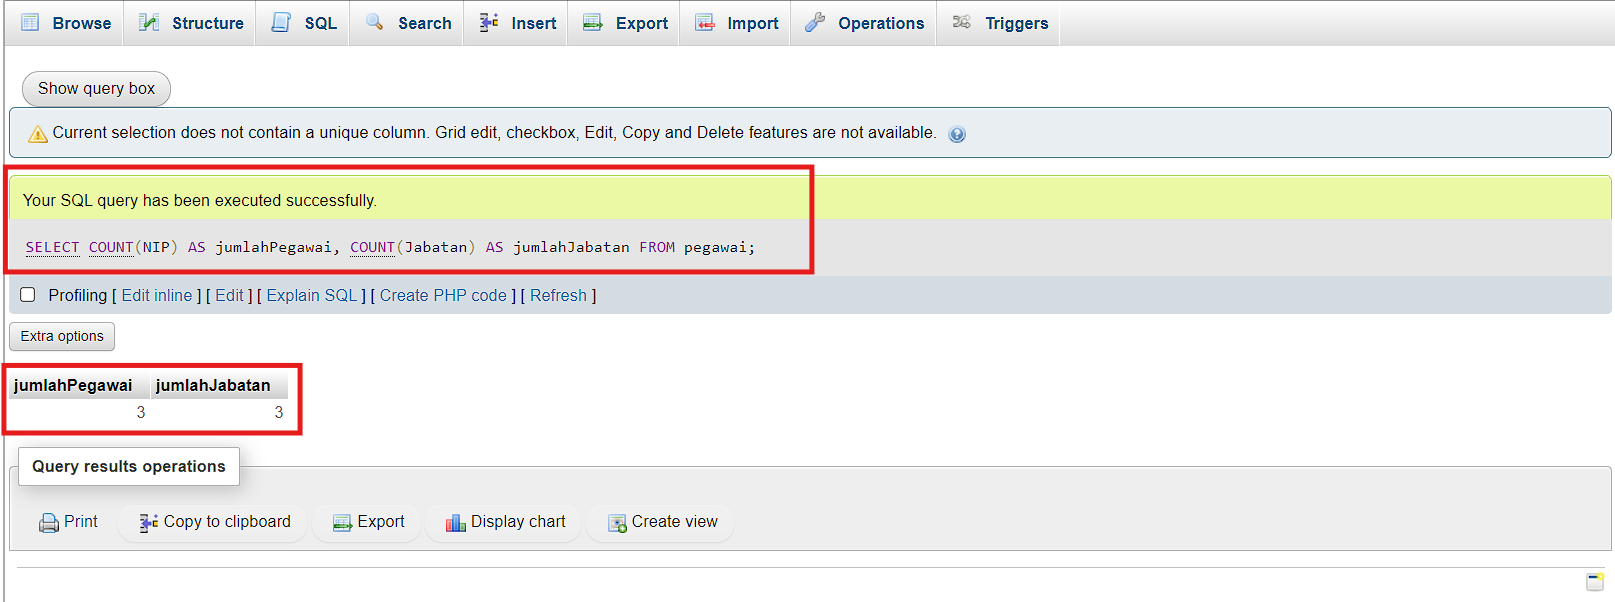 Browse Structure SQL Search Insert Export Import Operations Triggers
Show query box
Current selection does not contain a unique column. Grid edit, checkbox, Edit, Copy and Delete features are not available.
Your SQL query has been executed successfully.
SELECT COUNT(NIP) AS jumlahPegawai, COUNT(Jabatan) AS jumlahJabatan FROM pegawai;
Profiling [ Edit inline ] [ Edit ] [ Explain SQL ] [ Create PHP code ] [ Refresh ]
Extra options
jumlahPegawai jumlahJabatan
3 3
Query results operations
Print Copy to clipboard Export Display chart Create view